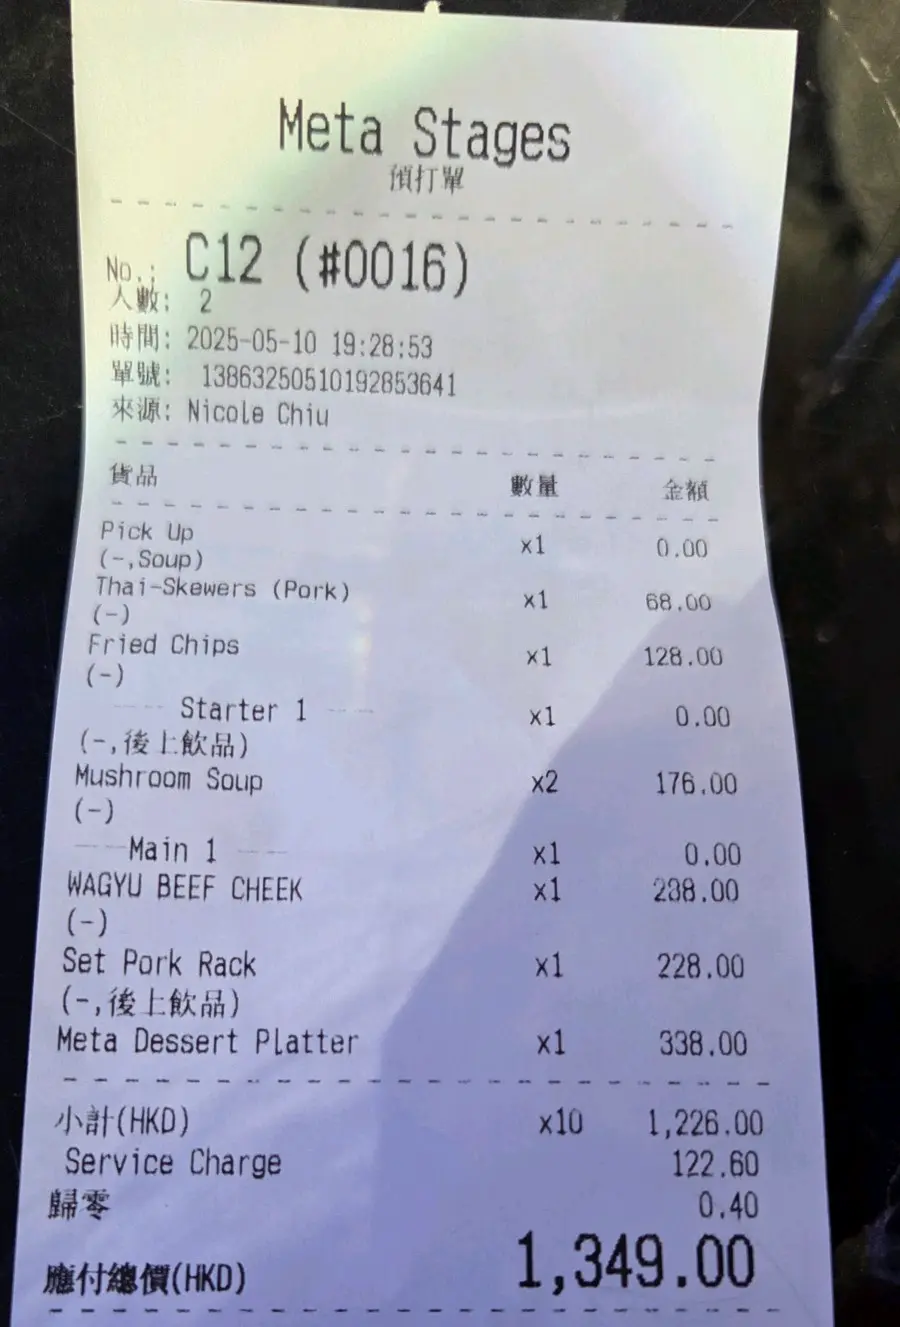 Meta Stages
預打單
No.: C12 (#0016)
人數: 2
時間: 2025-05-10 19:28:53
單號: 13863250510192853641
來源: Nicole Chiu
貨品 數量 金額
Pick Up x1 0.00
(-,Soup)
Thai-Skewers (Pork) x1 68.00
(-)
Fried Chips x1 128.00
(-)
---- Starter 1 ---- x1 0.00
(-,後上飲品)
Mushroom Soup x2 176.00
(-)
----Main 1 ---- x1 0.00
WAGYU BEEF CHEEK x1 288.00
(-)
Set Pork Rack x1 228.00
(-,後上飲品)
Meta Dessert Platter x1 338.00
小計(HKD) x10 1,226.00
Service Charge 122.60
歸零 0.40
應付總價(HKD) 1,349.00